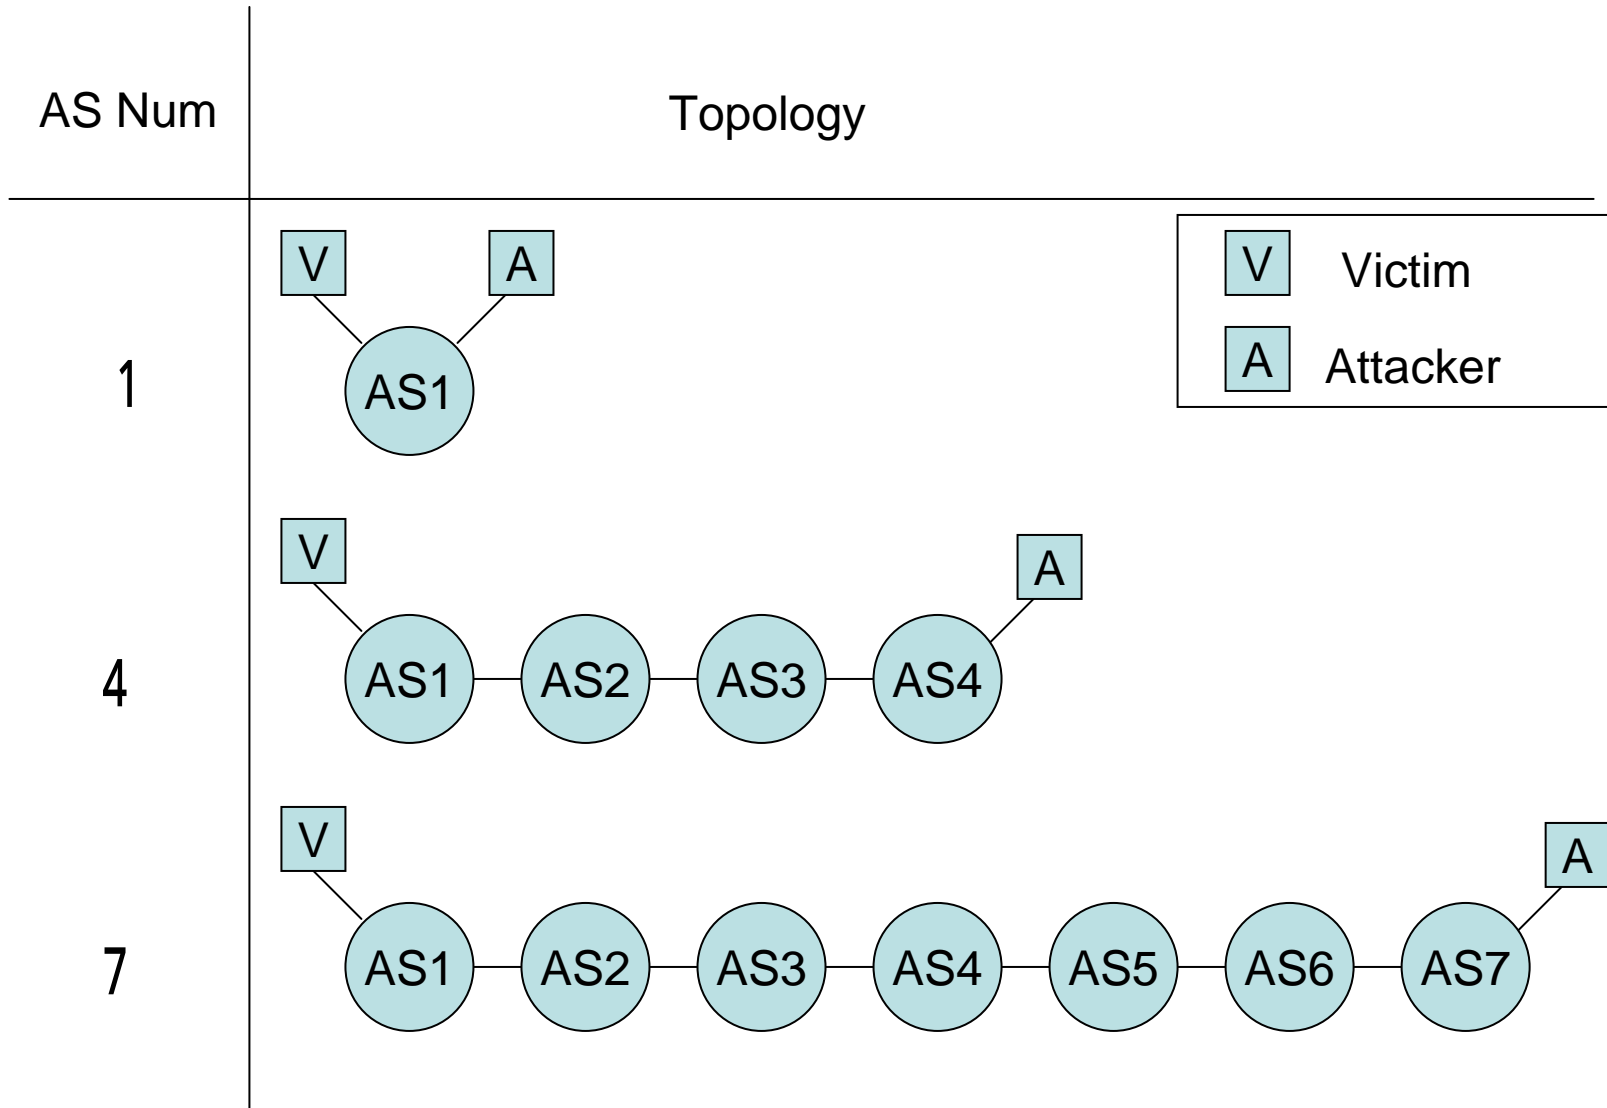 AS Num Topology
V A
V Victim
A Attacker
1
AS1
V
A
4
AS1 AS2 AS3 AS4
V
A
7
AS1 AS2 AS3 AS4 AS5 AS6 AS7